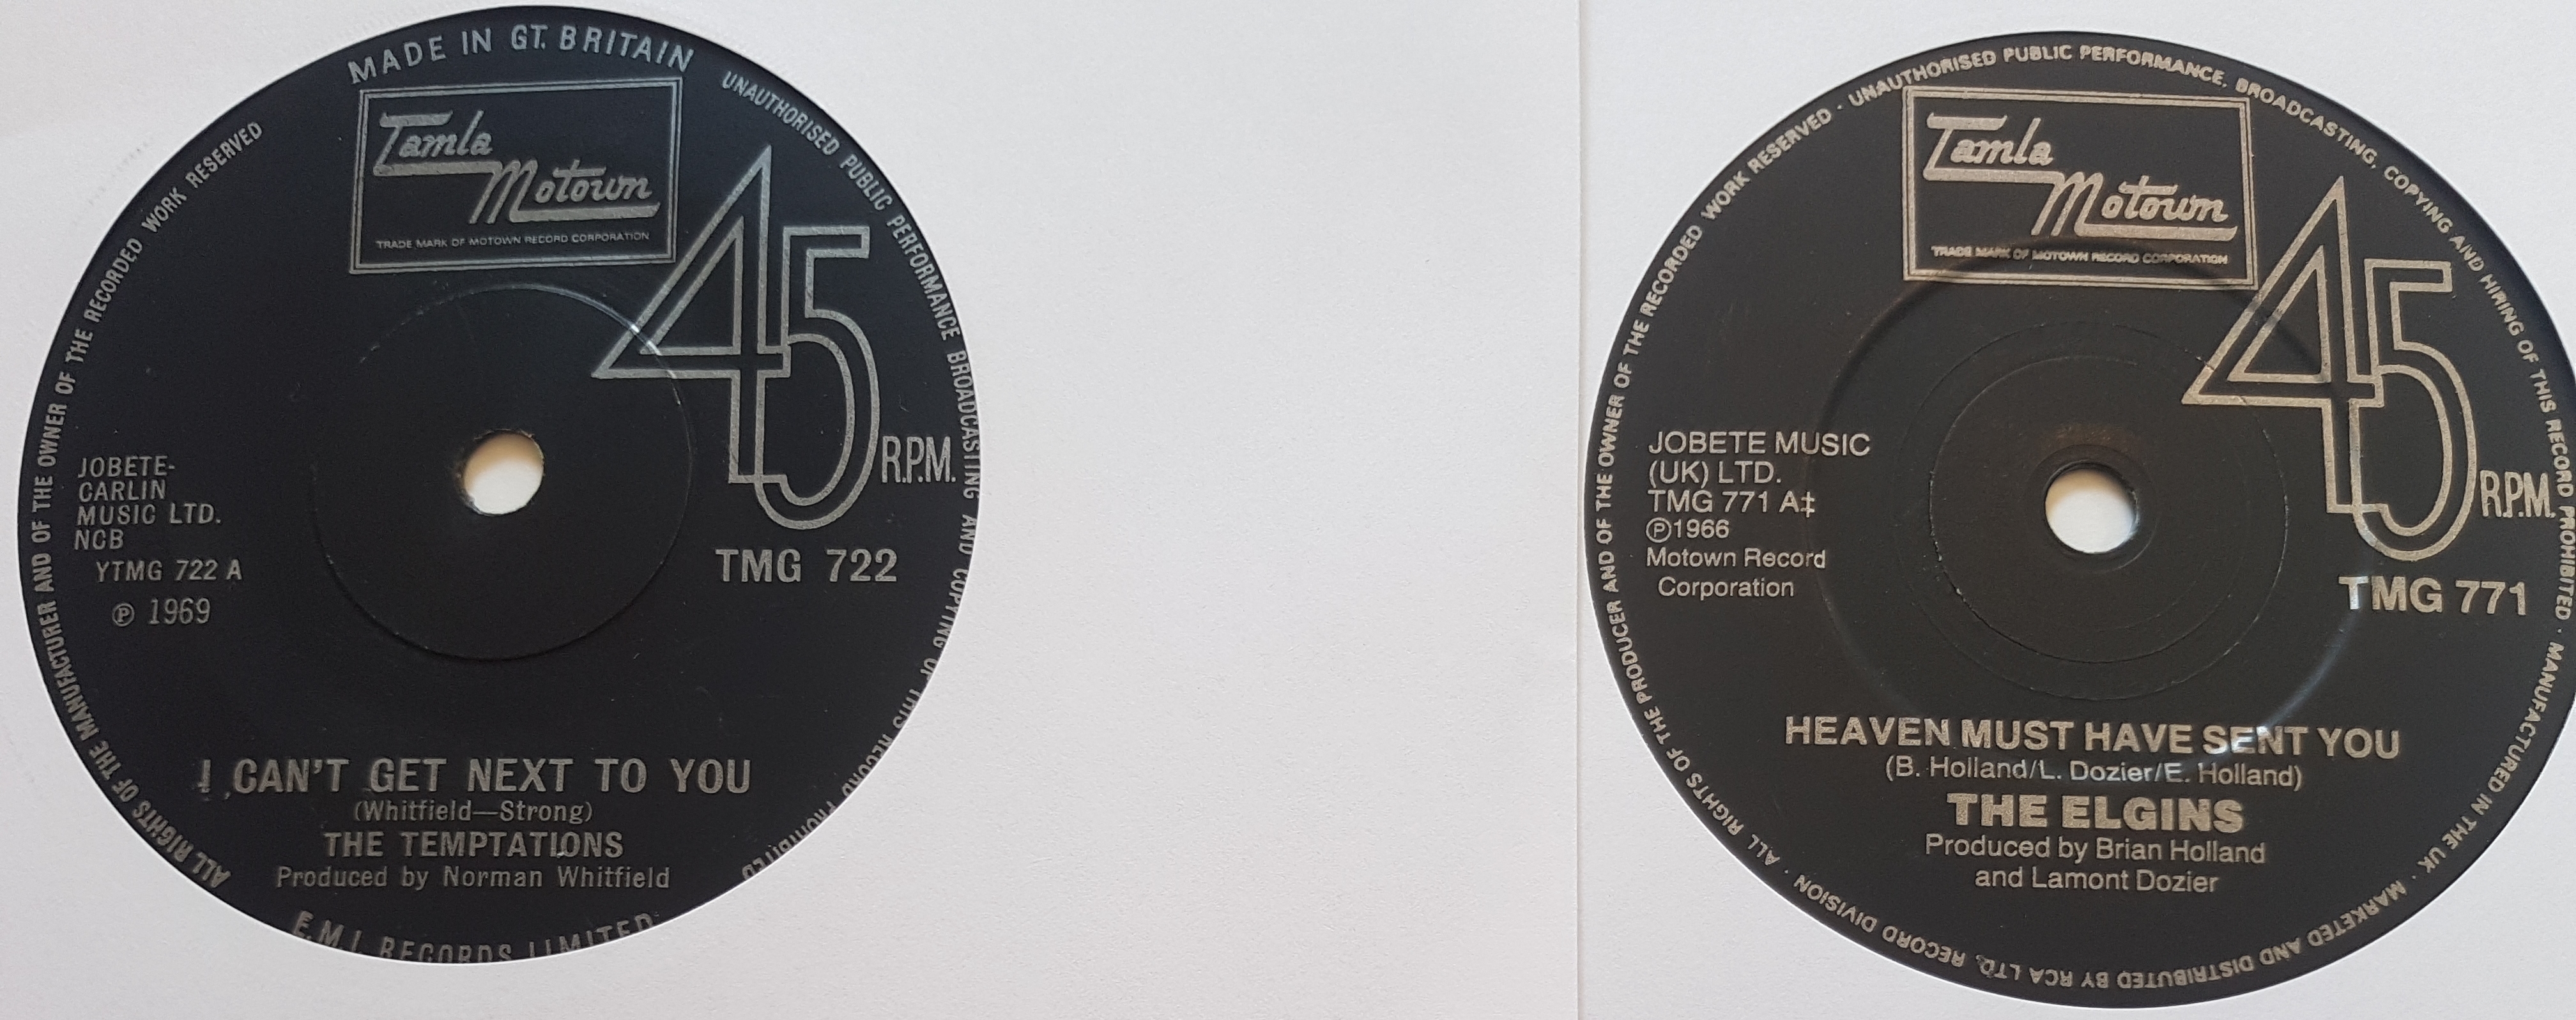 MADE IN GT. BRITAIN
UNAUTHORISED PUBLIC PERFORMANCE BROADCASTING AND COPYING OF THIS RECORD PROHIBITED
ALL RIGHTS OF THE MANUFACTURER AND OF THE OWNER OF THE RECORDED WORK RESERVED
Tamla
Motown
TRADE MARK OF MOTOWN RECORD CORPORATION
45
R.P.M.
JOBETE-
CARLIN
MUSIC LTD.
NCB
YTMG 722 A
℗ 1969
TMG 722
I CAN'T GET NEXT TO YOU
(Whitfield—Strong)
THE TEMPTATIONS
Produced by Norman Whitfield
E.M.I. RECORDS LIMITED
ALL RIGHTS OF THE PRODUCER AND OF THE OWNER OF THE RECORDED WORK RESERVED · UNAUTHORISED PUBLIC PERFORMANCE, BROADCASTING, COPYING AND HIRING OF THIS RECORD PROHIBITED · MANUFACTURED IN THE UK · MARKETED AND DISTRIBUTED BY RCA LTD, RECORD DIVISION ·
Tamla
Motown
TRADE MARK OF MOTOWN RECORD CORPORATION
45
R.P.M.
JOBETE MUSIC
(UK) LTD.
TMG 771 A‡
℗1966
Motown Record
Corporation
TMG 771
HEAVEN MUST HAVE SENT YOU
(B. Holland/L. Dozier/E. Holland)
THE ELGINS
Produced by Brian Holland
and Lamont Dozier